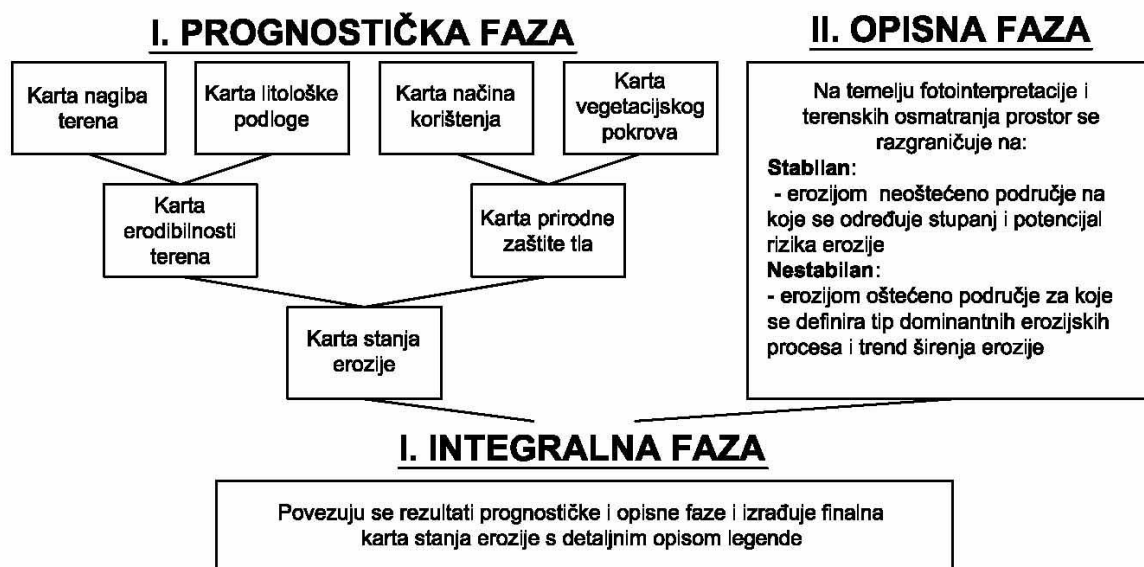 I. PROGNOSTIČKA FAZA
Karta nagiba
terena
Karta litološke
podloge
Karta načina
korištenja
Karta
vegetacijskog
pokrova
Karta
erodibilnosti
terena
Karta prirodne
zaštite tla
Karta stanja
erozije
II. OPISNA FAZA
Na temelju fotointerpretacije i
terenskih osmatranja prostor se
razgraničuje na:
Stabilan:
- erozijom neoštećeno područje na
koje se određuje stupanj i potencijal
rizika erozije
Nestabilan:
- erozijom oštećeno područje za koje
se definira tip dominantnih erozijskih
procesa i trend širenja erozije
I. INTEGRALNA FAZA
Povezuju se rezultati prognostičke i opisne faze i izrađuje finalna
karta stanja erozije s detaljnim opisom legende